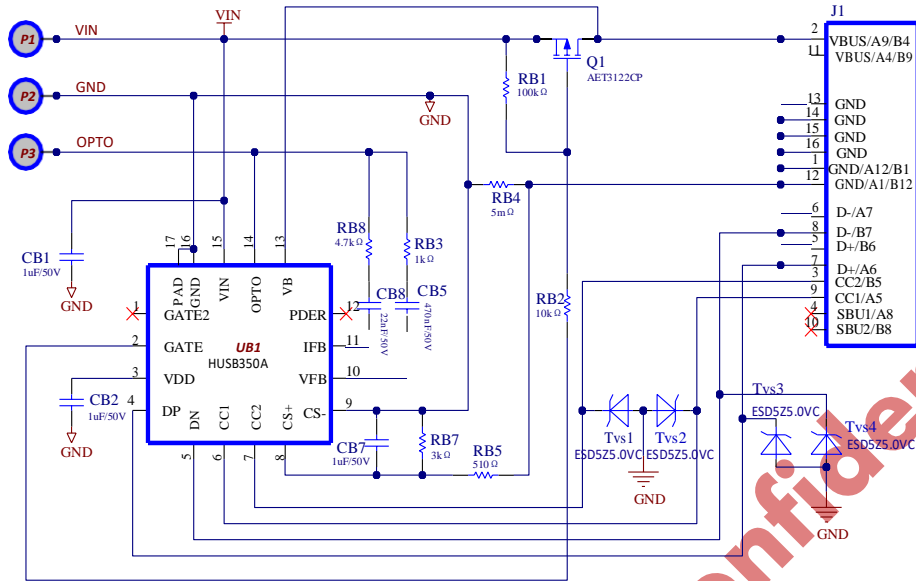 J1
P1
VIN
VIN
2
VBUS/A9/B4
11
VBUS/A4/B9
Q1
AET3122CP
RB1
100kΩ
P2
GND
GND
13
GND
14
GND
15
GND
16
GND
1
GND/A12/B1
12
GND/A1/B12
P3
OPTO
RB4
5mΩ
6
D-/A7
8
D-/B7
5
D+/B6
7
D+/A6
3
CC2/B5
9
CC1/A5
4
SBU1/A8
10
SBU2/B8
RB8
4.7kΩ
RB3
1kΩ
CB1
1uF/50V
GND
17
16
15
14
13
PAD
GND
VIN
OPTO
VB
CB8
22nF/50V
CB5
470nF/50V
RB2
10kΩ
1
GATE2
PDER
12
2
GATE
UB1
HUSB350A
IFB
11
3
VDD
VFB
10
4
DP
CS-
9
DN
CC1
CC2
CS+
5
6
7
8
CB2
1uF/50V
GND
CB7
1uF/50V
RB7
3kΩ
RB5
510Ω
Tvs1
ESD5Z5.0VC
Tvs2
ESD5Z5.0VC
GND
Tvs3
ESD5Z5.0VC
Tvs4
ESD5Z5.0VC
GND
onfiden